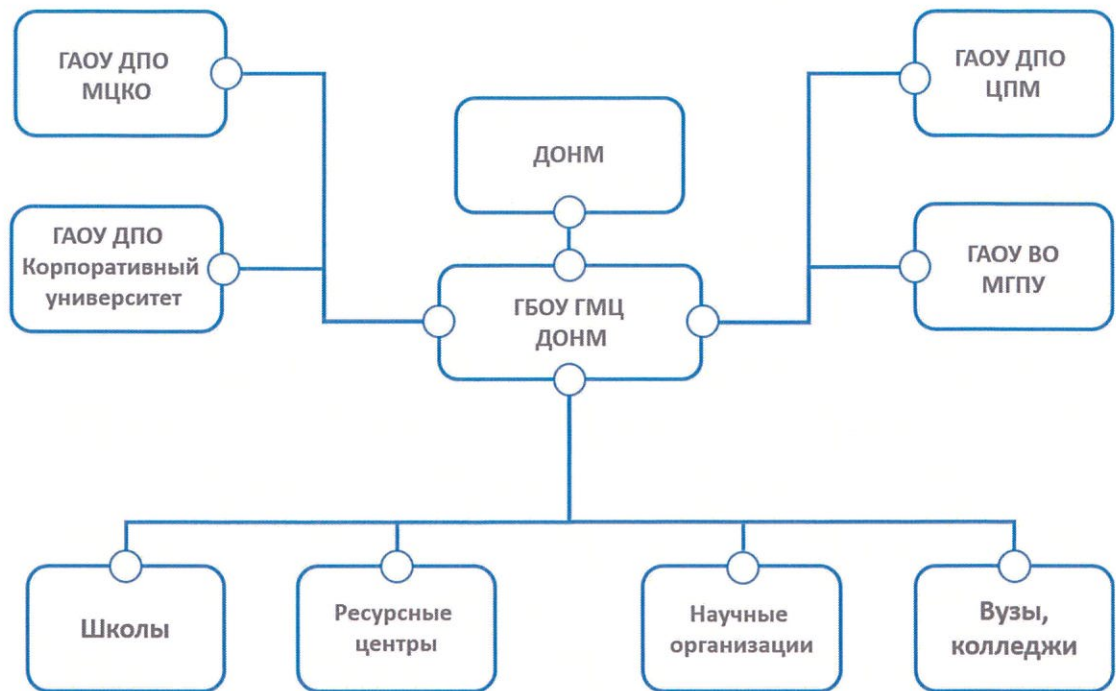 ГАОУ ДПО
МЦКО
ГАОУ ДПО
ЦПМ
ДОНМ
ГАОУ ДПО
Корпоративный
университет
ГАОУ ВО
МГПУ
ГБОУ ГМЦ
ДОНМ
Школы
Ресурсные
центры
Научные
организации
Вузы,
колледжи